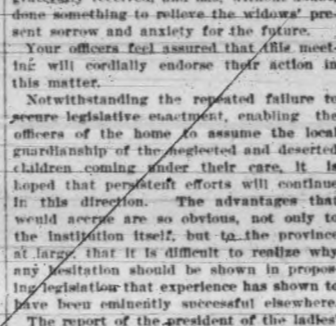 done something to relieve the widows' pre-
sent sorrow and anxiety for the future.
Your officers feel assured that this meet-
ing will cordially endorse their action in
this matter.
Notwithstanding the repeated failure to
secure legislative enactment, enabling the
officers of the home to assume the local
guardianship of the neglected and deserted
children coming under their care, it is
hoped that persistent efforts will continue
in this direction. The advantages that
would accrue are so obvious, not only to
the institution itself, but to the province
at large, that it is difficult to realize why
any hesitation should be shown in propos
ing legislation that experience has shown to
have been eminently successful elsewhere
The report of the president of the ladies